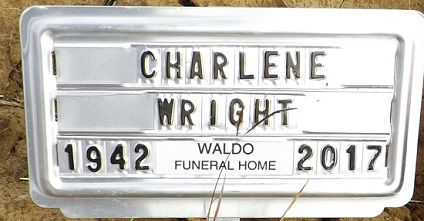 CHARLENE
WRIGHT
1942 WALDO FUNERAL HOME 2017